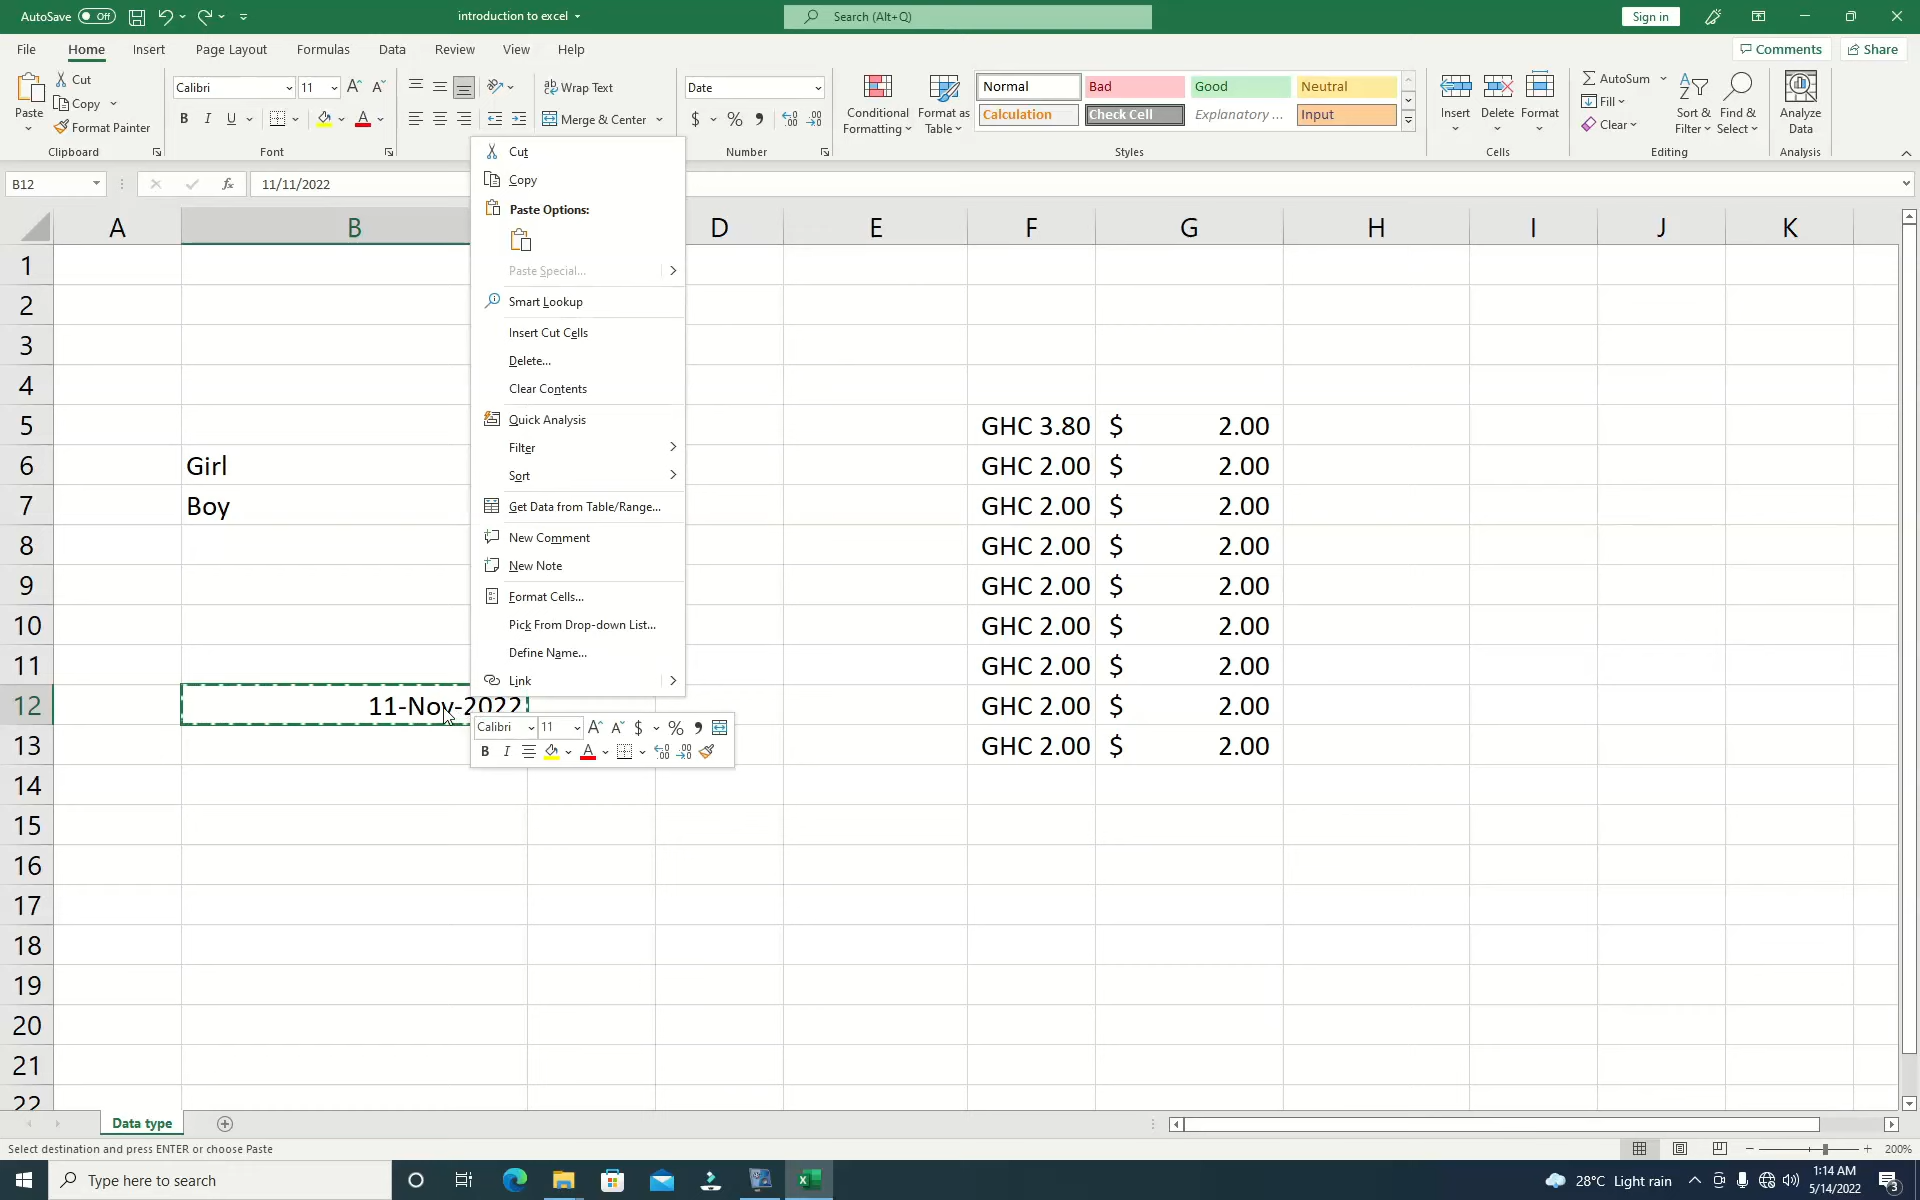 AutoSave Off introduction to excel Search (Alt+Q) Sign in
File Home Insert Page Layout Formulas Data Review View Help Comments Share
Paste Cut Copy Format Painter
Calibri 11 B I U
Wrap Text Merge & Center
Date $ % 9
Conditional Formatting Format as Table
Normal Bad Good Neutral
Calculation Check Cell Explanatory ... Input
Insert Delete Format
AutoSum Fill Clear Sort & Filter Find & Select
Analyze Data
Clipboard Font Number Styles Cells Editing Analysis
B12 fx 11/11/2022
A B D E F G H I J K
1
2
3
4
5 GHC 3.80 $ 2.00
6 Girl GHC 2.00 $ 2.00
7 Boy GHC 2.00 $ 2.00
8 GHC 2.00 $ 2.00
9 GHC 2.00 $ 2.00
10 GHC 2.00 $ 2.00
11 GHC 2.00 $ 2.00
12 11-Nov-2022 GHC 2.00 $ 2.00
13 GHC 2.00 $ 2.00
14
15
16
17
18
19
20
21
22
Cut
Copy
Paste Options:
Paste Special...
Smart Lookup
Insert Cut Cells
Delete...
Clear Contents
Quick Analysis
Filter
Sort
Get Data from Table/Range...
New Comment
New Note
Format Cells...
Pick From Drop-down List...
Define Name...
Link
Calibri 11 $ % 9
B I A
Data type
Select destination and press ENTER or choose Paste 200%
Type here to search 28°C Light rain 1:14 AM
5/14/2022 3